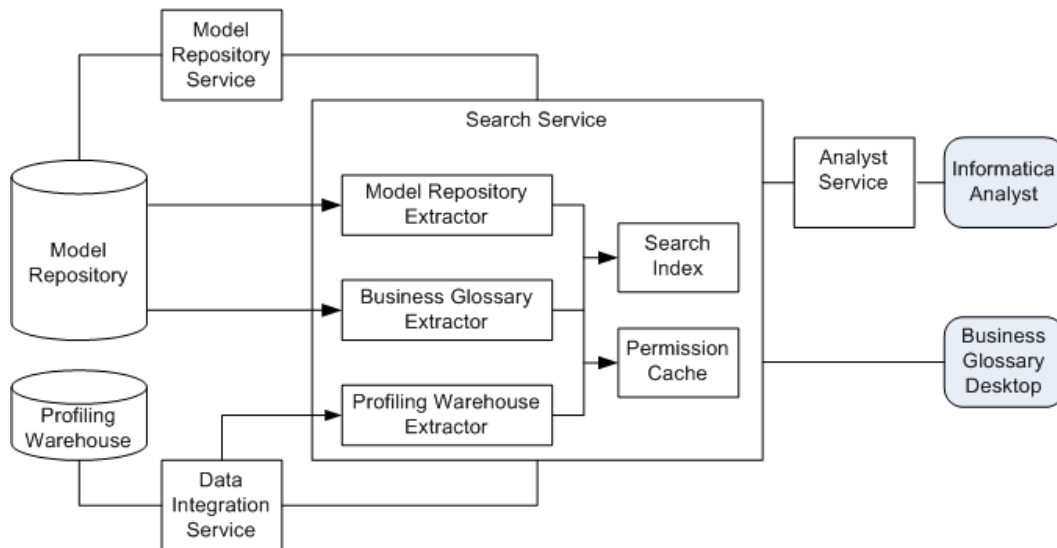 Model
Repository
Service
Search Service
Model Repository
Extractor
Analyst
Service
Informatica
Analyst
Model
Repository
Search
Index
Business Glossary
Extractor
Permission
Cache
Business
Glossary
Desktop
Profiling
Warehouse
Profiling Warehouse
Extractor
Data
Integration
Service